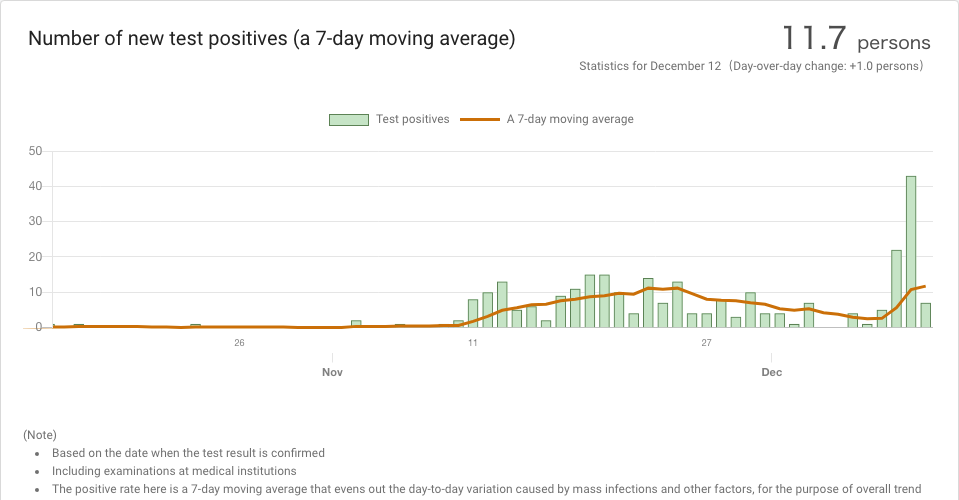 Number of new test positives (a 7-day moving average)
11.7 persons
Statistics for December 12（Day-over-day change: +1.0 persons）
Test positives
A 7-day moving average
50
40
30
20
10
0
26
11
27
Nov
Dec
(Note)
• Based on the date when the test result is confirmed
• Including examinations at medical institutions
• The positive rate here is a 7-day moving average that evens out the day-to-day variation caused by mass infections and other factors, for the purpose of overall trend